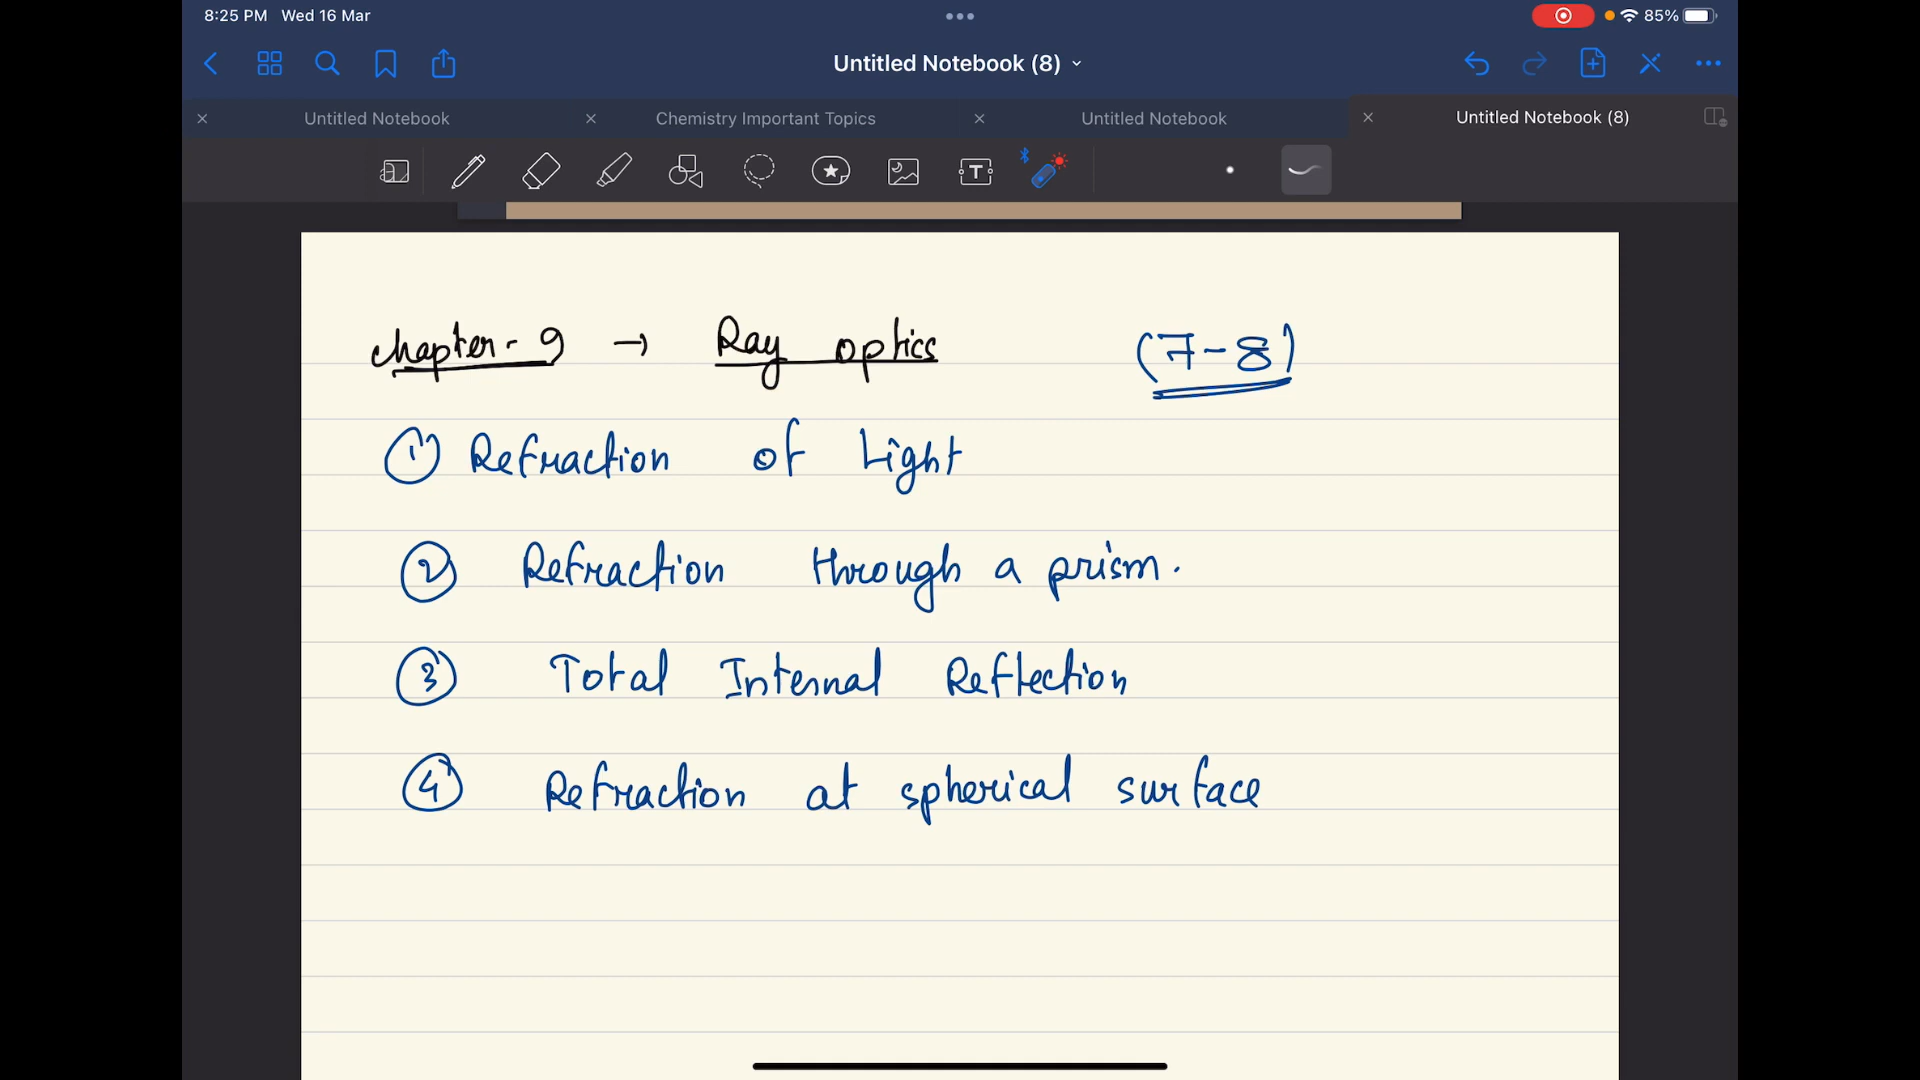 8:25 PM Wed 16 Mar 85%
Untitled Notebook (8)
Untitled Notebook Chemistry Important Topics Untitled Notebook Untitled Notebook (8)
T
Chapter - 9 → Ray optics (7-8)
① Refraction of Light
② Refraction through a prism.
③ Total Internal Reflection
④ Refraction at spherical surface